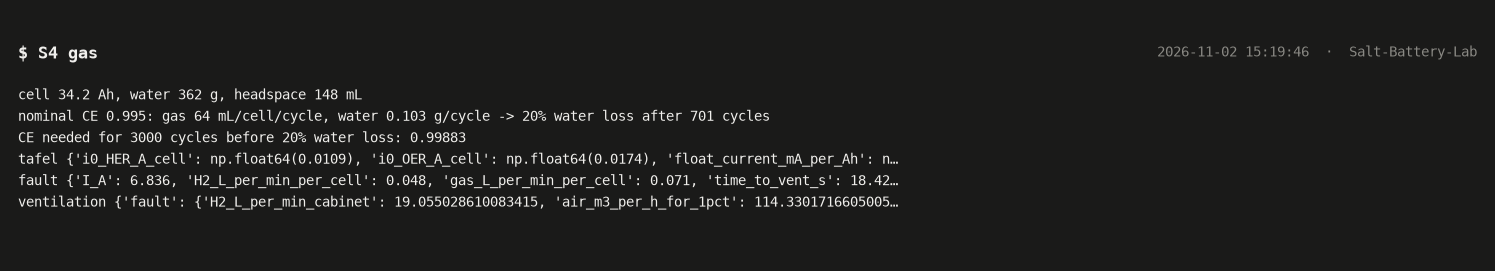 $ S4 gas
2026-11-02 15:19:46 · Salt-Battery-Lab
cell 34.2 Ah, water 362 g, headspace 148 mL
nominal CE 0.995: gas 64 mL/cell/cycle, water 0.103 g/cycle -> 20% water loss after 701 cycles
CE needed for 3000 cycles before 20% water loss: 0.99883
tafel {'i0_HER_A_cell': np.float64(0.0109), 'i0_OER_A_cell': np.float64(0.0174), 'float_current_mA_per_Ah': n…
fault {'I_A': 6.836, 'H2_L_per_min_per_cell': 0.048, 'gas_L_per_min_per_cell': 0.071, 'time_to_vent_s': 18.42…
ventilation {'fault': {'H2_L_per_min_cabinet': 19.055028610083415, 'air_m3_per_h_for_1pct': 114.3301716605005…